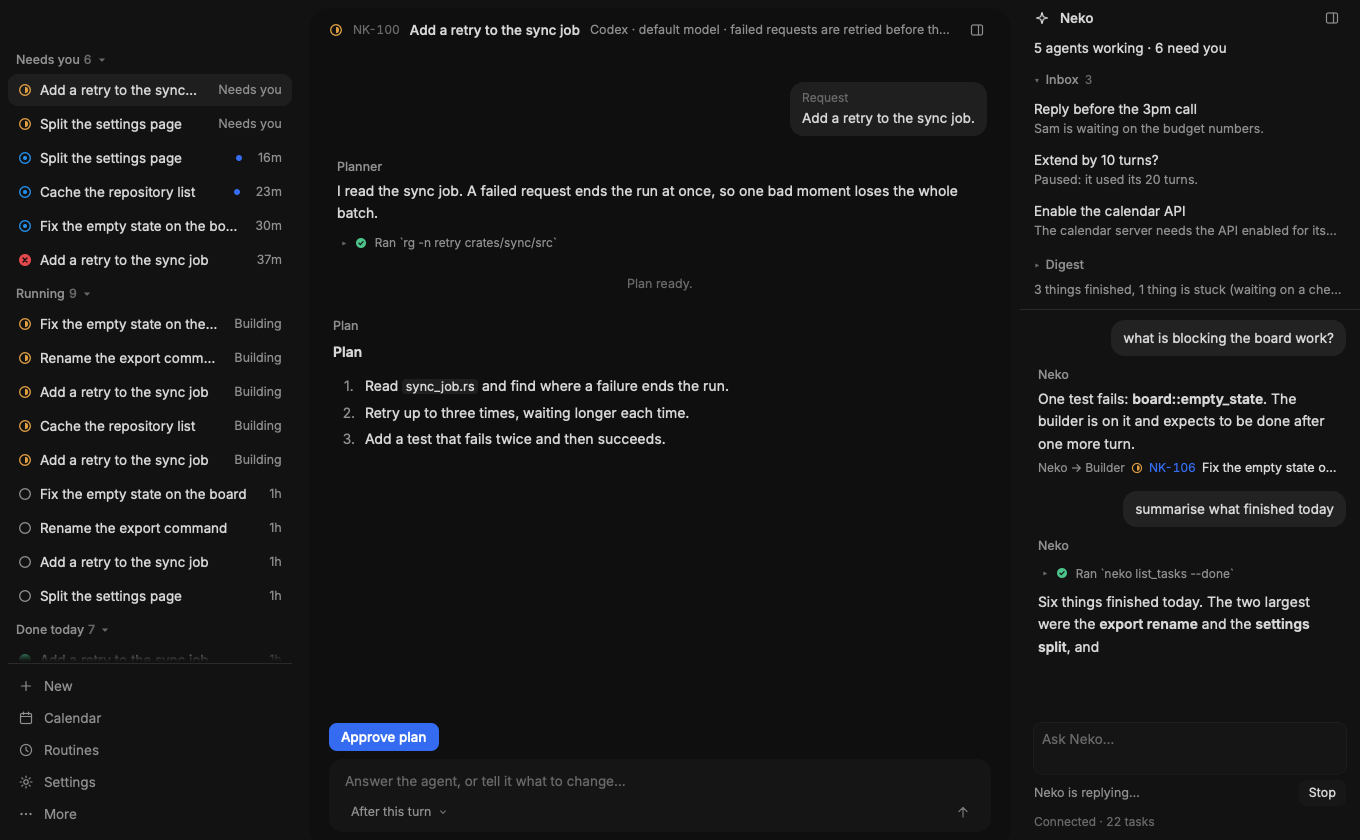 Needs you 6
Add a retry to the sync... Needs you
Split the settings page Needs you
Split the settings page 16m
Cache the repository list 23m
Fix the empty state on the bo... 30m
Add a retry to the sync job 37m
Running 9
Fix the empty state on the... Building
Rename the export comm... Building
Add a retry to the sync job Building
Cache the repository list Building
Add a retry to the sync job Building
Fix the empty state on the board 1h
Rename the export command 1h
Add a retry to the sync job 1h
Split the settings page 1h
Done today 7
Add a retry to the sync job 1h
New
Calendar
Routines
Settings
More
NK-100 Add a retry to the sync job Codex · default model · failed requests are retried before th...
Request
Add a retry to the sync job.
Planner
I read the sync job. A failed request ends the run at once, so one bad moment loses the whole
batch.
Ran `rg -n retry crates/sync/src`
Plan ready.
Plan
Plan
1. Read sync_job.rs and find where a failure ends the run.
2. Retry up to three times, waiting longer each time.
3. Add a test that fails twice and then succeeds.
Approve plan
Answer the agent, or tell it what to change...
After this turn
Neko
5 agents working · 6 need you
Inbox 3
Reply before the 3pm call
Sam is waiting on the budget numbers.
Extend by 10 turns?
Paused: it used its 20 turns.
Enable the calendar API
The calendar server needs the API enabled for its...
Digest
3 things finished, 1 thing is stuck (waiting on a che...
what is blocking the board work?
Neko
One test fails: board::empty_state. The
builder is on it and expects to be done after
one more turn.
Neko → Builder NK-106 Fix the empty state o...
summarise what finished today
Neko
Ran `neko list_tasks --done`
Six things finished today. The two largest
were the export rename and the settings
split, and
Ask Neko...
Neko is replying... Stop
Connected · 22 tasks